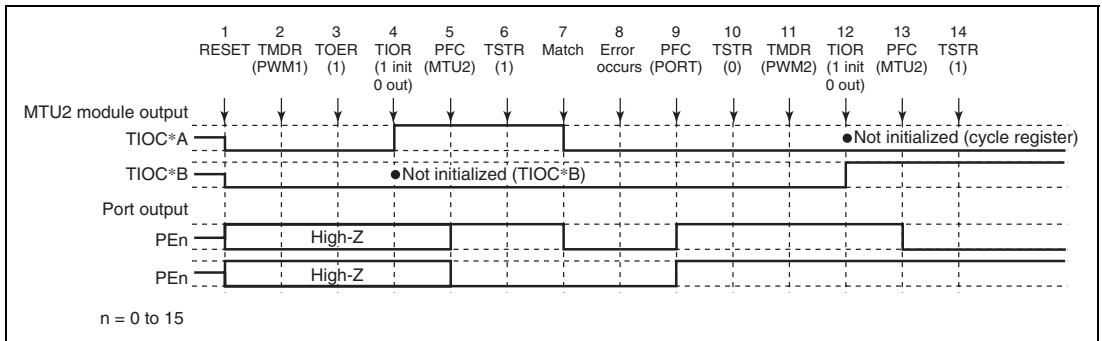 1 2 3 4 5 6 7 8 9 10 11 12 13 14
RESET TMDR TOER TIOR PFC TSTR Match Error PFC TSTR TMDR TIOR PFC TSTR
(PWM1) (1) (1 init (MTU2) (1) occurs (PORT) (0) (PWM2) (1 init (MTU2) (1)
0 out) 0 out)
MTU2 module output
TIOC*A ●Not initialized (cycle register)
TIOC*B ●Not initialized (TIOC*B)
Port output
PEn High-Z
PEn High-Z
n = 0 to 15